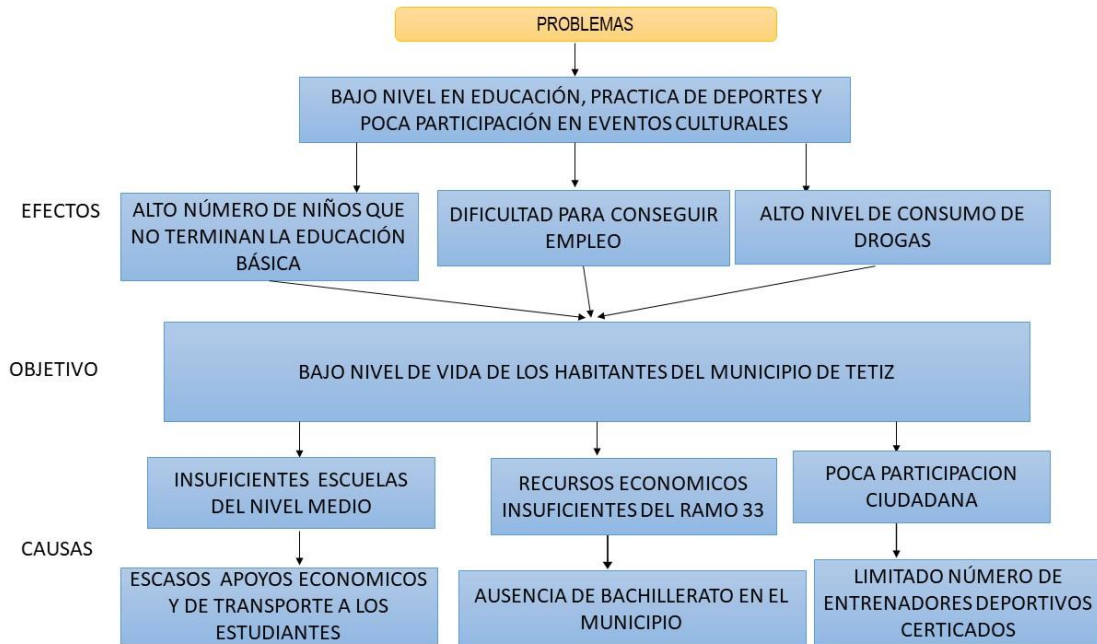 PROBLEMAS
BAJO NIVEL EN EDUCACIÓN, PRACTICA DE DEPORTES Y
POCA PARTICIPACIÓN EN EVENTOS CULTURALES
EFECTOS
ALTO NÚMERO DE NIÑOS QUE
NO TERMINAN LA EDUCACIÓN
BÁSICA
DIFICULTAD PARA CONSEGUIR
EMPLEO
ALTO NIVEL DE CONSUMO DE
DROGAS
OBJETIVO
BAJO NIVEL DE VIDA DE LOS HABITANTES DEL MUNICIPIO DE TETIZ
INSUFICIENTES ESCUELAS
DEL NIVEL MEDIO
RECURSOS ECONOMICOS
INSUFICIENTES DEL RAMO 33
POCA PARTICIPACION
CIUDADANA
CAUSAS
ESCASOS APOYOS ECONOMICOS
Y DE TRANSPORTE A LOS
ESTUDIANTES
AUSENCIA DE BACHILLERATO EN EL
MUNICIPIO
LIMITADO NÚMERO DE
ENTRENADORES DEPORTIVOS
CERTICADOS